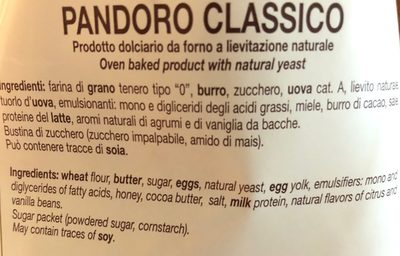 PANDORO CLASSICO
Prodotto dolciario da forno a lievitazione naturale
Oven baked product with natural yeast
Ingredienti: farina di grano tenero tipo "0", burro, zucchero, uova cat. A, lievito naturale
tuorlo d'uova, emulsionanti: mono e digliceridi degli acidi grassi, miele, burro di cacao, sale
proteine del latte, aromi naturali di agrumi e di vaniglia da bacche.
Bustina di zucchero (zucchero impalpabile, amido di mais).
Può contenere tracce di soia.
Ingredients: wheat flour, butter, sugar, eggs, natural yeast, egg yolk, emulsifiers: mono and
diglycerides of fatty acids, honey, cocoa butter, salt, milk protein, natural flavors of citrus and
vanilla beans.
Sugar packet (powdered sugar, cornstarch).
May contain traces of soy.